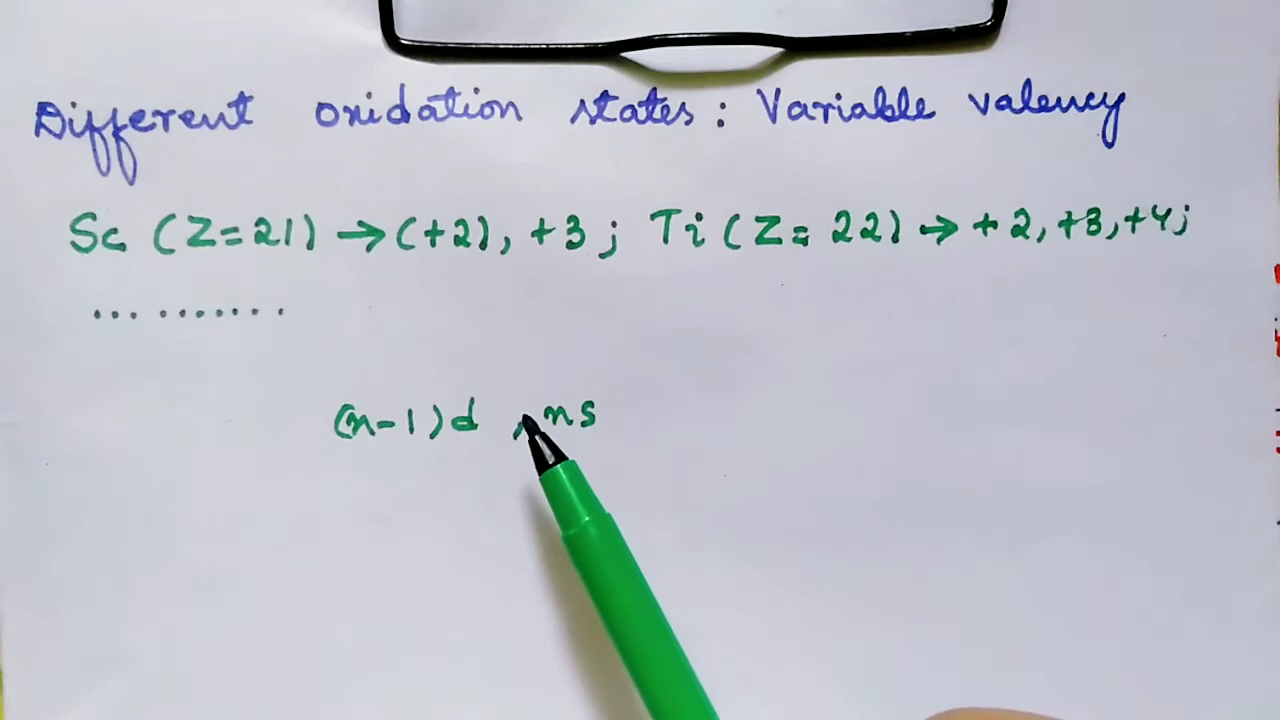 Different oxidation states : Variable valency
Sc (Z=21) → (+2), +3 ; Ti (Z= 22) → +2, +3, +4 ;
... .......
(n-1)d , ns